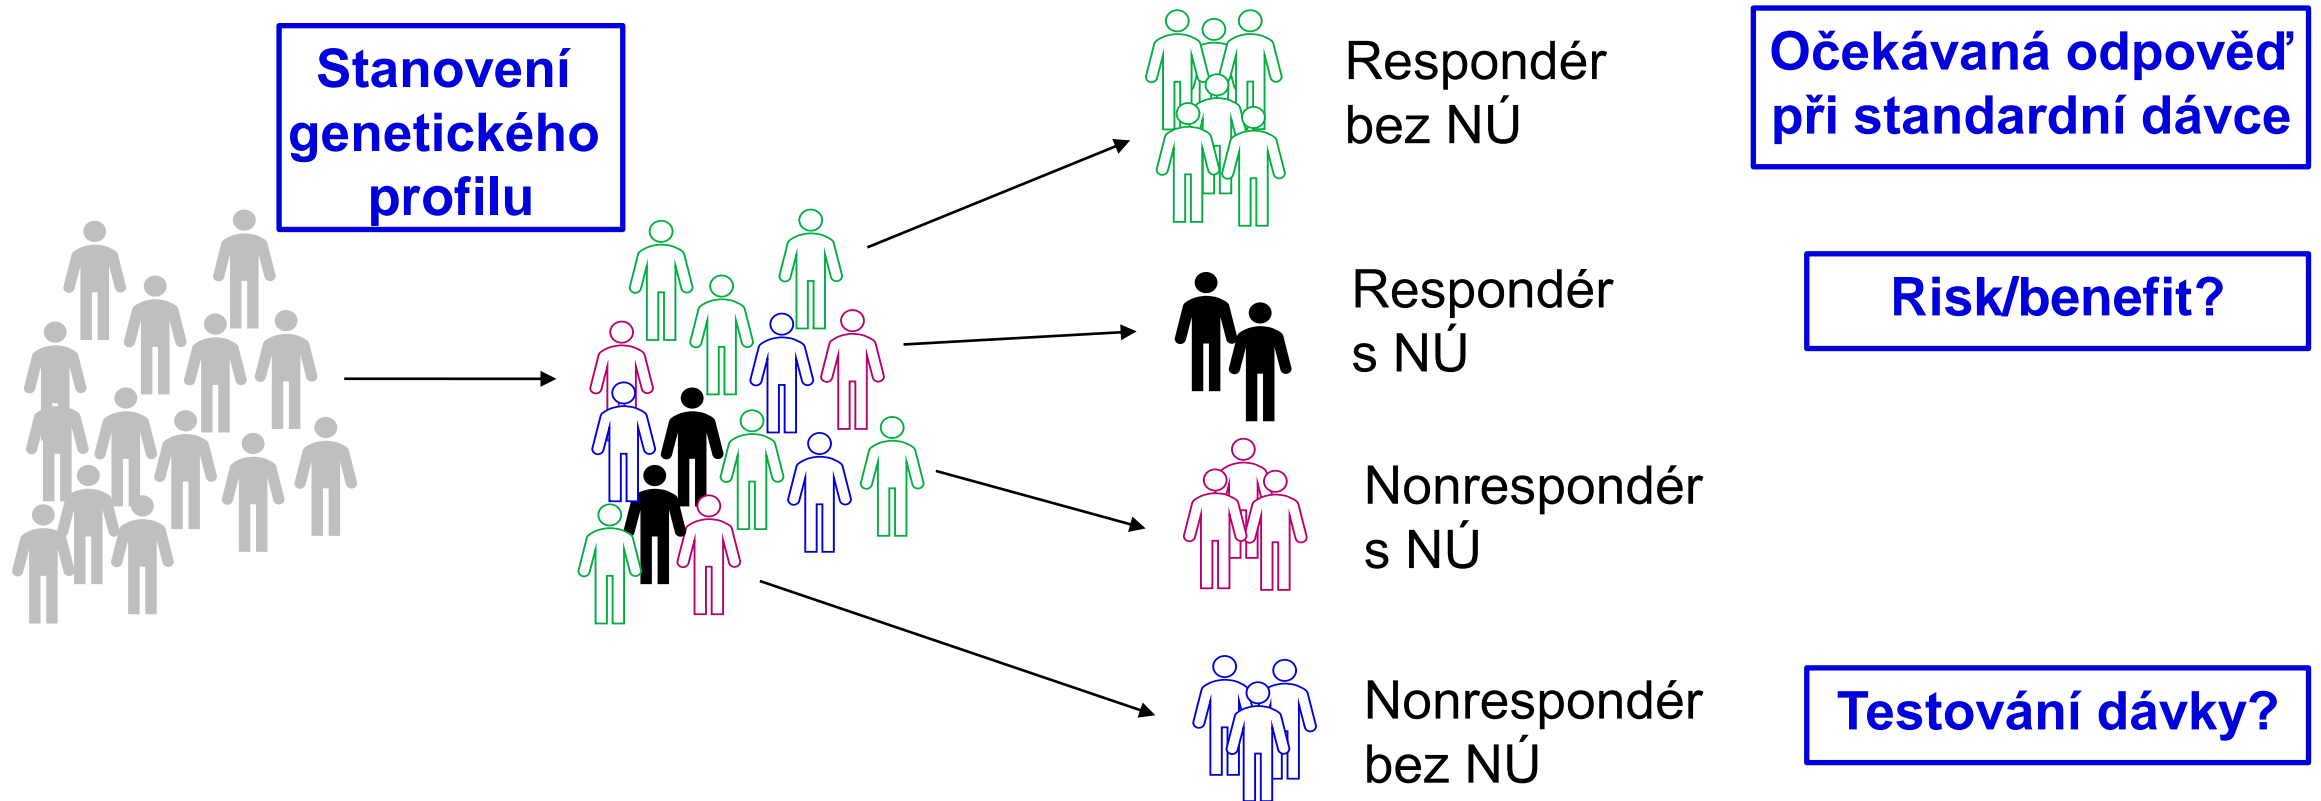 Stanovení
genetického
profilu
Respondér
bez NÚ
Očekávaná odpověď
při standardní dávce
Respondér
s NÚ
Risk/benefit?
Nonrespondér
s NÚ
Nonrespondér
bez NÚ
Testování dávky?